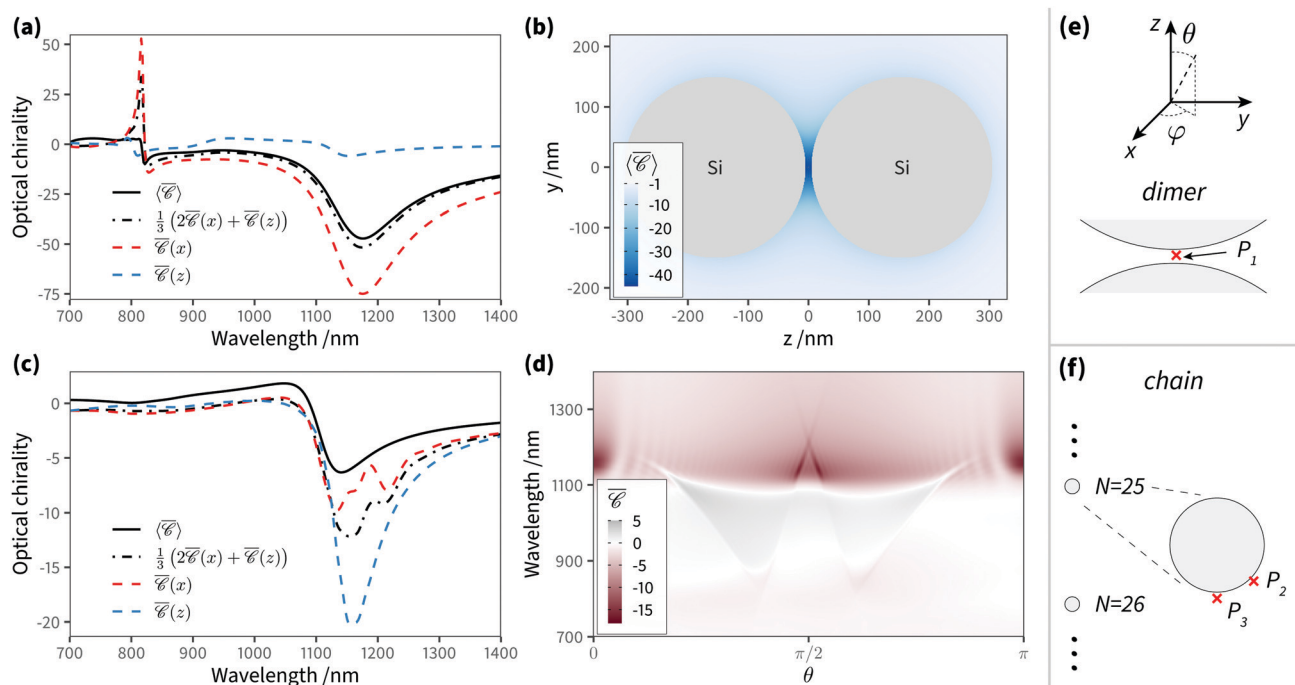 (a)
50
25
0
-25
-50
-75
Optical chirality
⟨𝒞̅⟩
1/3 (2𝒞̅(x) + 𝒞̅(z))
𝒞̅(x)
𝒞̅(z)
700 800 900 1000 1100 1200 1300 1400
Wavelength /nm
(b)
200
100
0
-100
-200
y /nm
Si
Si
⟨𝒞̅⟩
-1
-10
-20
-30
-40
-300 -200 -100 0 100 200 300
z /nm
(c)
0
-5
-10
-15
-20
Optical chirality
⟨𝒞̅⟩
1/3 (2𝒞̅(x) + 𝒞̅(z))
𝒞̅(x)
𝒞̅(z)
700 800 900 1000 1100 1200 1300 1400
Wavelength /nm
(d)
1300
1100
900
700
Wavelength /nm
𝒞̅
5
0
-5
-10
-15
0 π/2 π
θ
(e)
z θ
y
x φ
dimer
P₁
(f)
chain
N=25
P₂
P₃
N=26